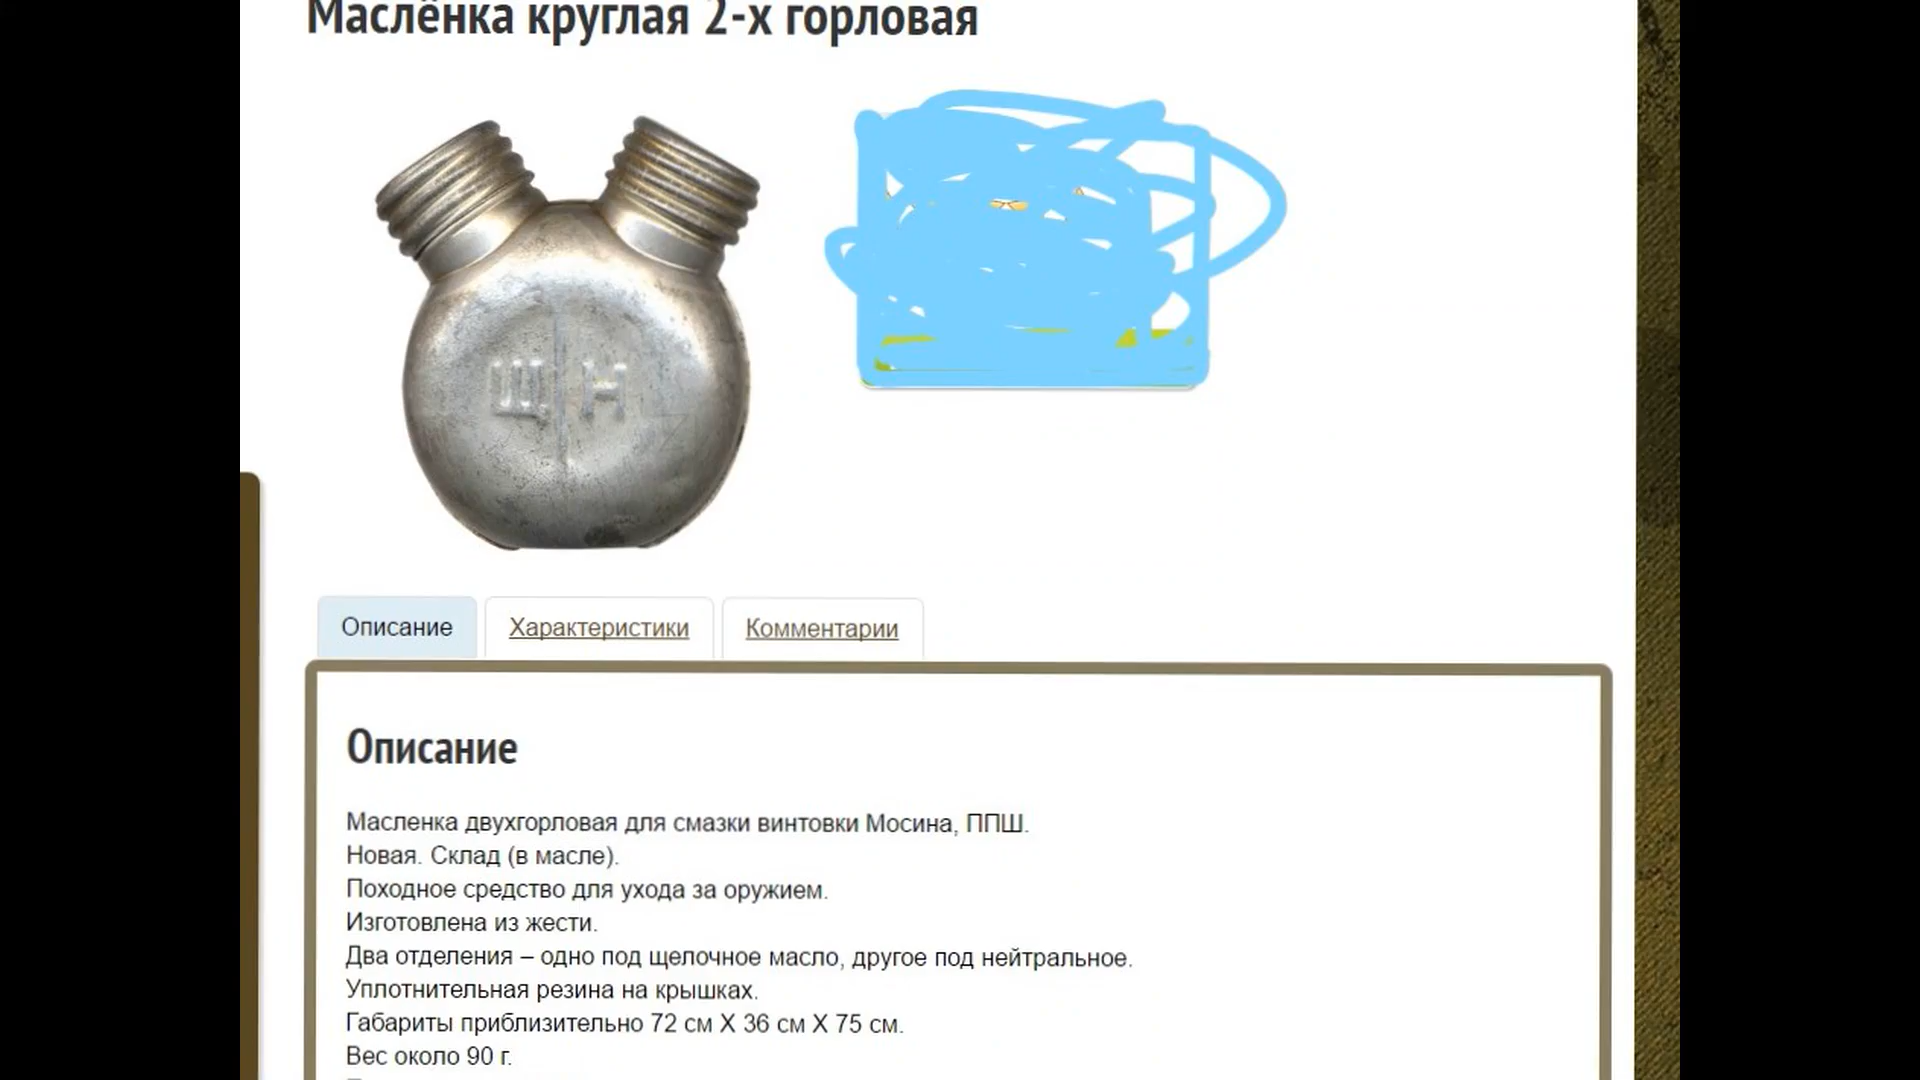 Маслёнка круглая 2-х горловая
Щ Н
Описание
Характеристики
Комментарии
Описание
Масленка двухгорловая для смазки винтовки Мосина, ППШ.
Новая. Склад (в масле).
Походное средство для ухода за оружием.
Изготовлена из жести.
Два отделения – одно под щелочное масло, другое под нейтральное.
Уплотнительная резина на крышках.
Габариты приблизительно 72 см X 36 см X 75 см.
Вес около 90 г.